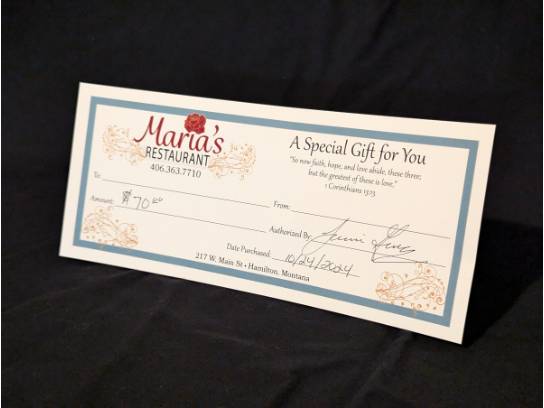 Maria's
RESTAURANT
406.363.7710
A Special Gift for You
"So now faith, hope, and love abide, these three;
but the greatest of these is love."
1 Corinthians 13:13
To:
From:
Amount: $70.00
Authorized By:
Date Purchased: 10/24/2024
217 W. Main St • Hamilton, Montana